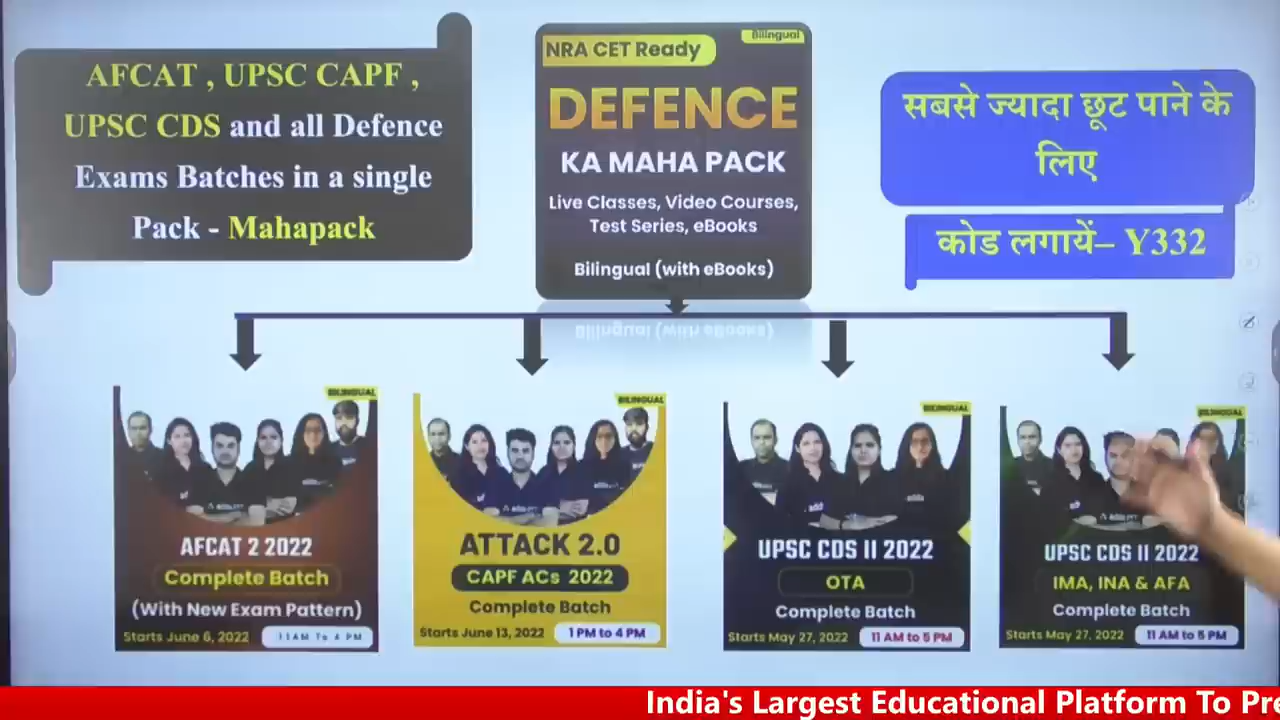 AFCAT , UPSC CAPF ,
UPSC CDS and all Defence
Exams Batches in a single
Pack - Mahapack
NRA CET Ready
Bilingual
DEFENCE
KA MAHA PACK
Live Classes, Video Courses,
Test Series, eBooks
Bilingual (with eBooks)
सबसे ज्यादा छूट पाने के
लिए
कोड लगायें– Y332
BILINGUAL
AFCAT 2 2022
Complete Batch
(With New Exam Pattern)
Starts June 6, 2022
11 AM To 4 PM
BILINGUAL
ATTACK 2.0
CAPF ACs 2022
Complete Batch
Starts June 13, 2022
1 PM to 4 PM
BILINGUAL
UPSC CDS II 2022
OTA
Complete Batch
Starts May 27, 2022
11 AM to 5 PM
BILINGUAL
UPSC CDS II 2022
IMA, INA & AFA
Complete Batch
Starts May 27, 2022
11 AM to 5 PM
India's Largest Educational Platform To Pre